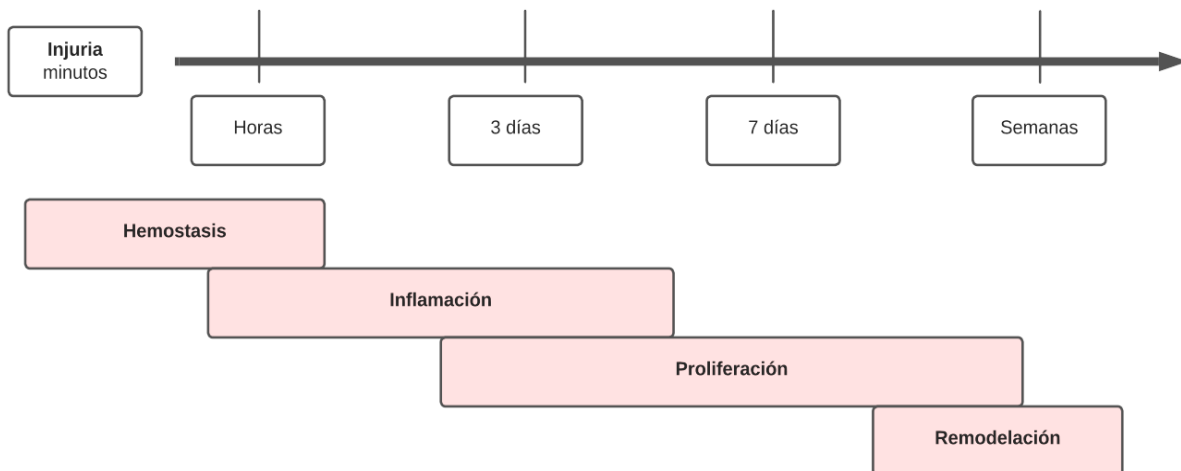 Injuria
minutos
Horas
3 días
7 días
Semanas
Hemostasis
Inflamación
Proliferación
Remodelación